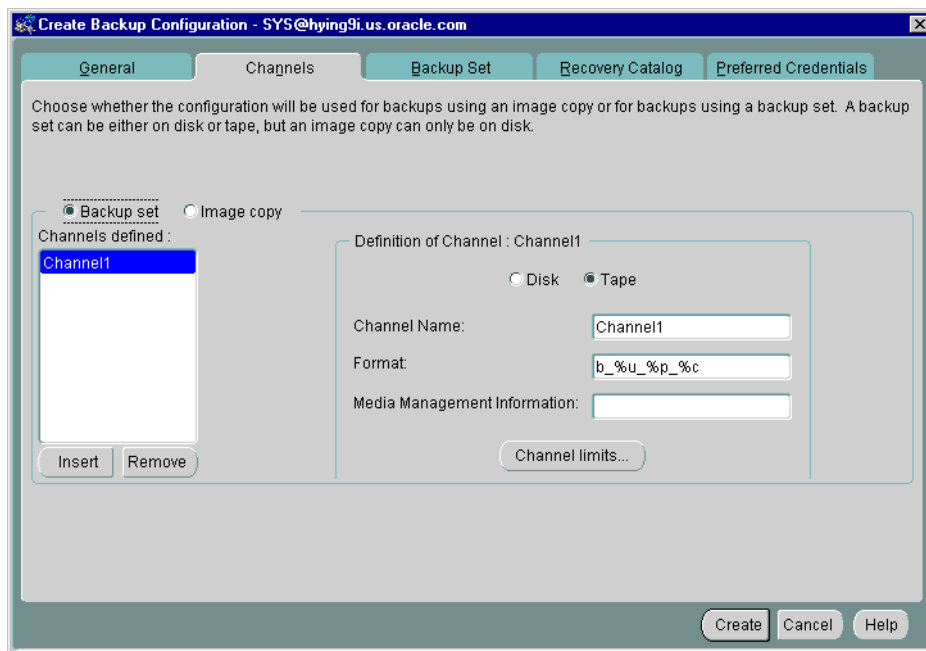 Create Backup Configuration - SYS@hying9i.us.oracle.com
General
Channels
Backup Set
Recovery Catalog
Preferred Credentials
Choose whether the configuration will be used for backups using an image copy or for backups using a backup set. A backup
set can be either on disk or tape, but an image copy can only be on disk.
Backup set
Image copy
Channels defined :
Channel1
Definition of Channel : Channel1
Disk
Tape
Channel Name:
Channel1
Format:
b_%u_%p_%c
Media Management Information:
Channel limits...
Insert
Remove
Create
Cancel
Help